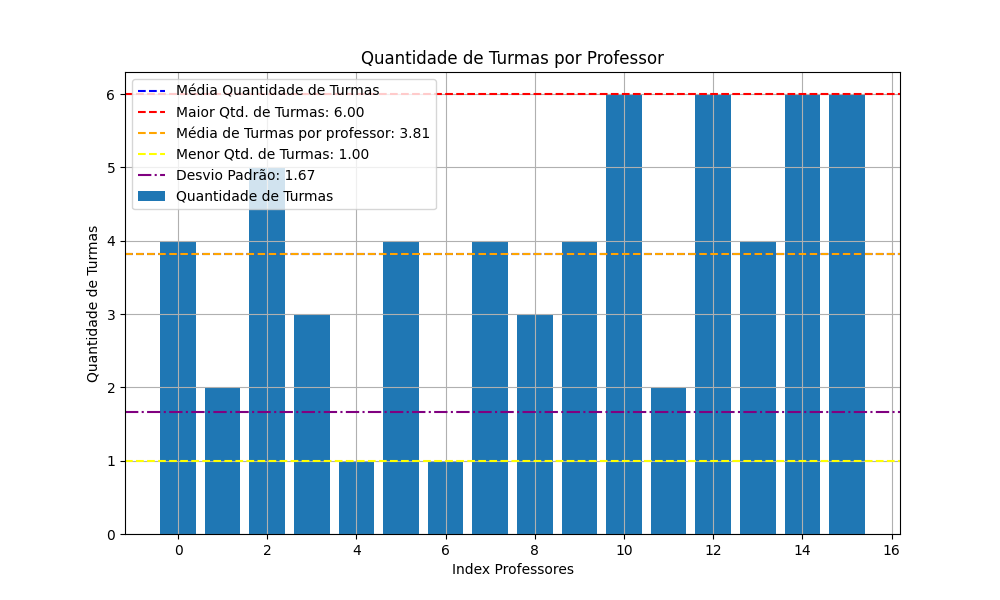 Quantidade de Turmas por Professor
Média Quantidade de Turmas
Maior Qtd. de Turmas: 6.00
Média de Turmas por professor: 3.81
Menor Qtd. de Turmas: 1.00
Desvio Padrão: 1.67
Quantidade de Turmas
Quantidade de Turmas
6
5
4
3
2
1
0
0 2 4 6 8 10 12 14 16
Index Professores